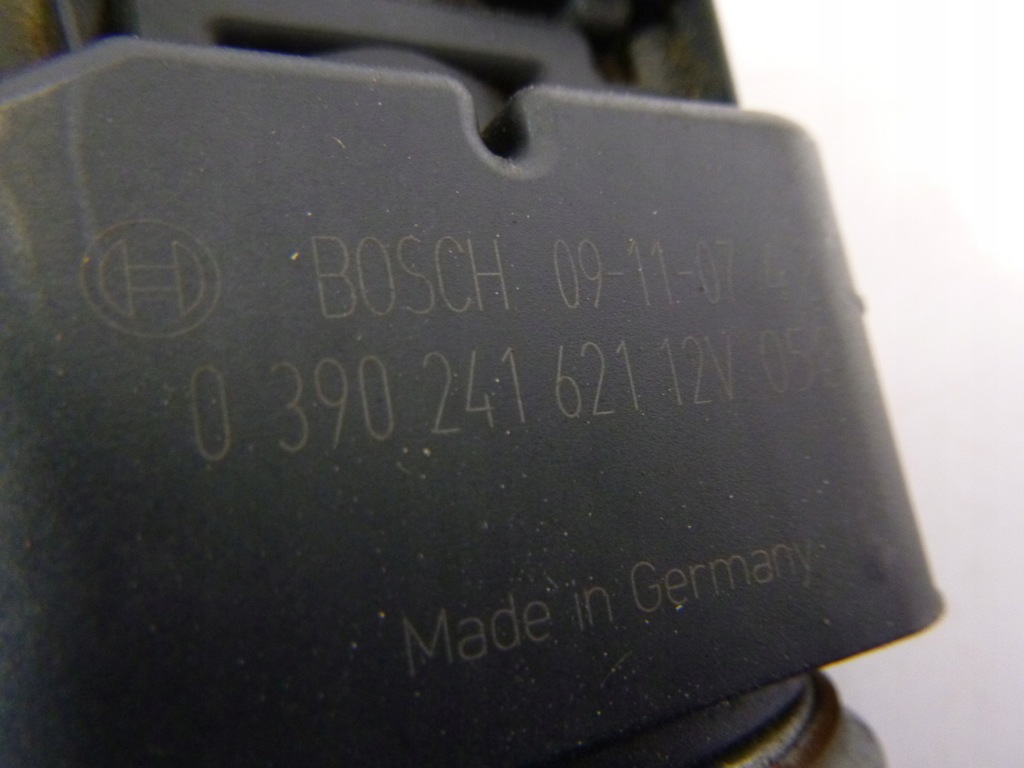 BOSCH 09-11-07
0 390 241 621 12V
Made in Germany